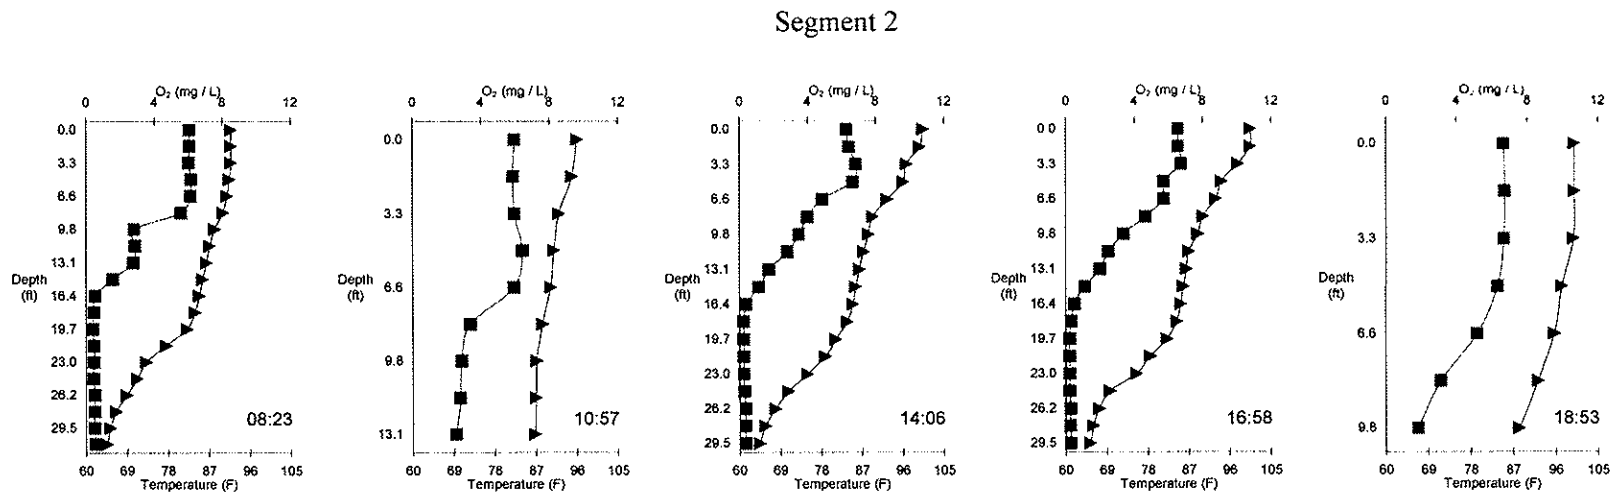 Segment 2
O₂ (mg / L)
0 4 8 12
0.0
3.3
6.6
9.8
13.1
Depth
(ft)
16.4
19.7
23.0
26.2
29.5
08:23
60 69 78 87 96 105
Temperature (F)
O₂ (mg / L)
0 4 8 12
0.0
3.3
Depth
(ft)
6.6
9.8
13.1
10:57
60 69 78 87 96 105
Temperature (F)
O₂ (mg / L)
0 4 8 12
0.0
3.3
6.6
9.8
13.1
Depth
(ft)
16.4
19.7
23.0
26.2
29.5
14:06
60 69 78 87 96 105
Temperature (F)
O₂ (mg / L)
0 4 8 12
0 0
3.3
6.6
9.8
13.1
Depth
(ft)
16.4
19.7
23.0
26.2
29.5
16:58
60 69 78 87 96 105
Temperature (F)
O₂ (mg / L)
0 4 8 12
0.0
3.3
Depth
(ft)
6.6
9.8
18:53
60 69 78 87 96 105
Temperature (F)